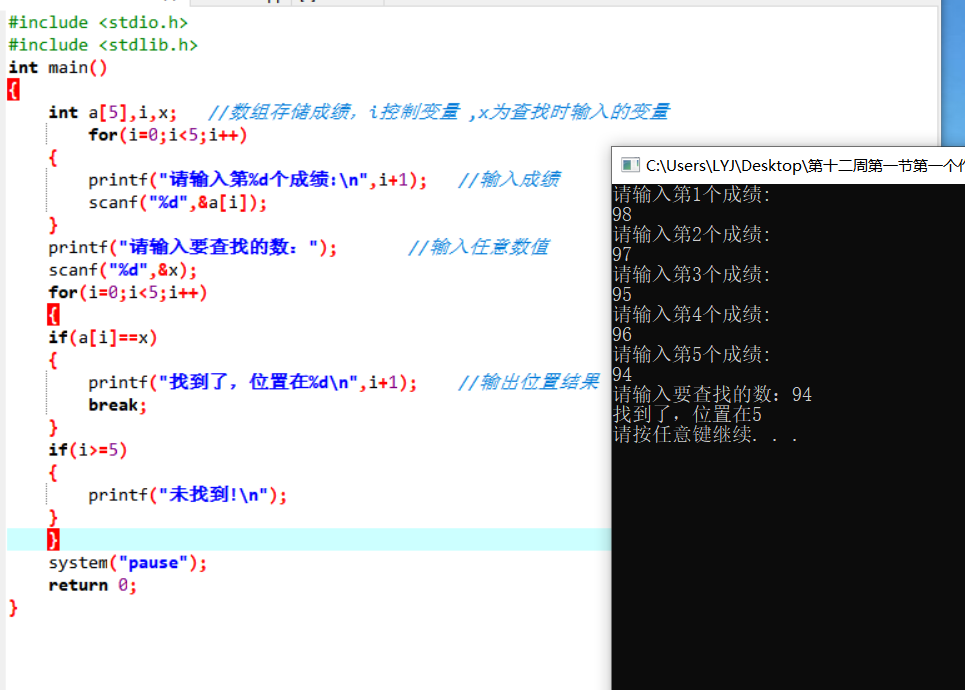 #include <stdio.h>
#include <stdlib.h>
int main()
{
int a[5],i,x; //数组存储成绩，i控制变量 ,x为查找时输入的变量
for(i=0;i<5;i++)
{
printf("请输入第%d个成绩:\n",i+1); //输入成绩
scanf("%d",&a[i]);
}
printf("请输入要查找的数："); //输入任意数值
scanf("%d",&x);
for(i=0;i<5;i++)
{
if(a[i]==x)
{
printf("找到了，位置在%d\n",i+1); //输出位置结果
break;
}
if(i>=5)
{
printf("未找到!\n");
}
}
system("pause");
return 0;
}
C:\Users\LYJ\Desktop\第十二周第一节第一个
请输入第1个成绩:
98
请输入第2个成绩:
97
请输入第3个成绩:
95
请输入第4个成绩:
96
请输入第5个成绩:
94
请输入要查找的数：94
找到了，位置在5
请按任意键继续. . .